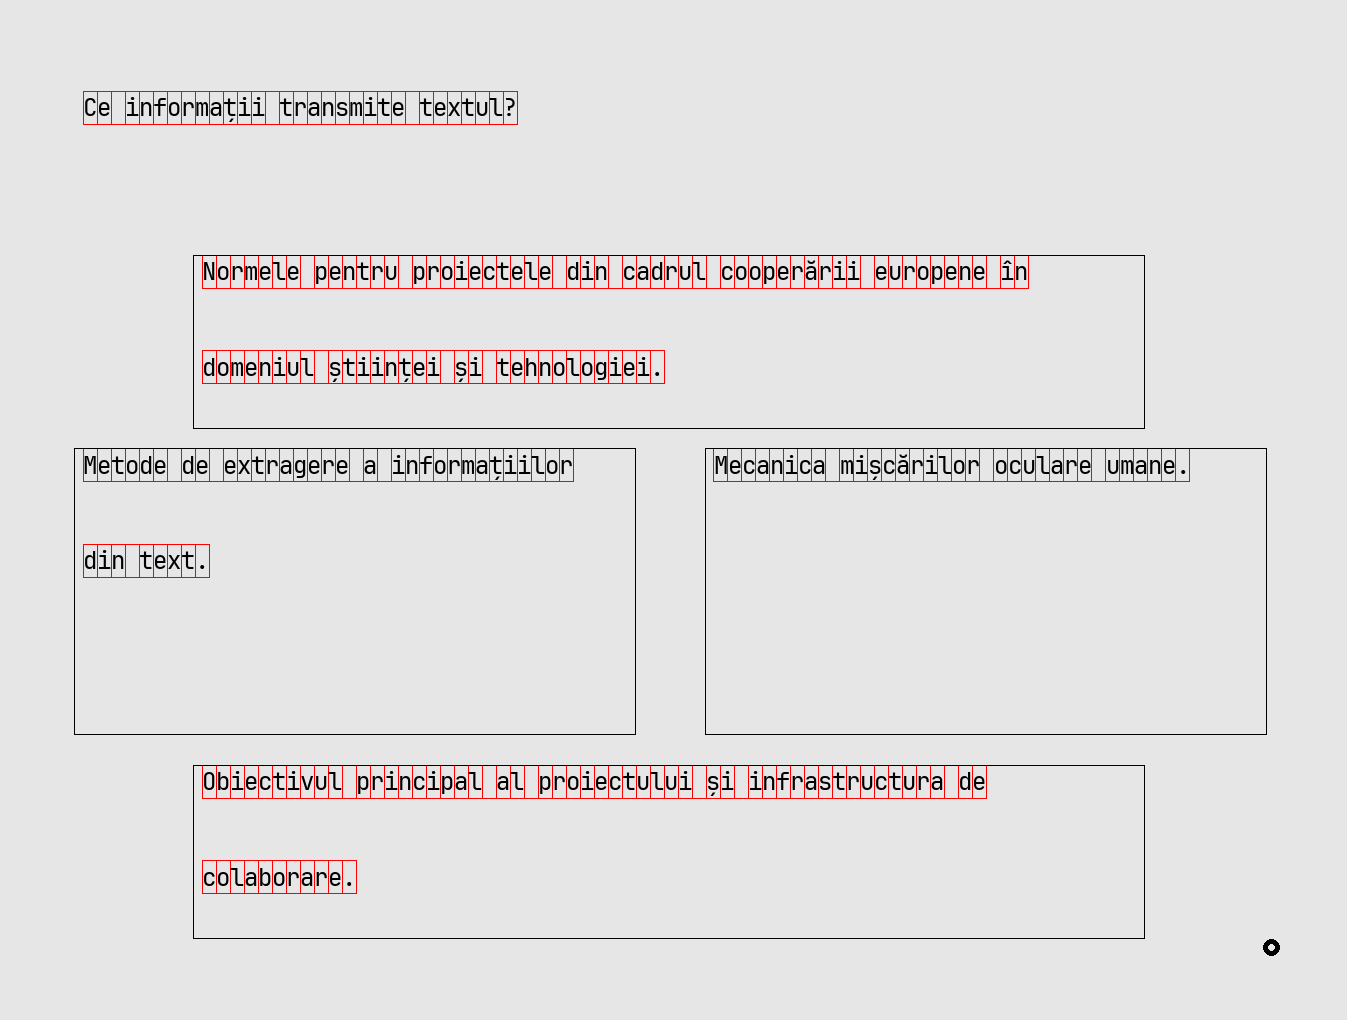 Ce informații transmite textul?
Normele pentru proiectele din cadrul cooperării europene în
domeniul științei și tehnologiei.
Metode de extragere a informațiilor
din text.
Mecanica mișcărilor oculare umane.
Obiectivul principal al proiectului și infrastructura de
colaborare.